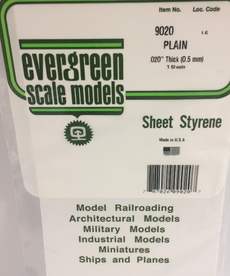 Item No. Loc. Code
9020 16
PLAIN
.020" Thick (0.5 mm)
evergreen
scale models
Sheet Styrene
Made in U S A
Model Railroading
Architectural Models
Military Models
Industrial Models
Miniatures
Ships and Planes